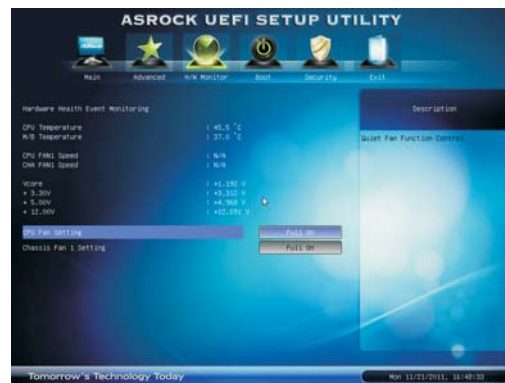 ASROCK UEFI SETUP UTILITY
Main Advanced H/W Monitor Boot Security Exit
Hardware Health Event Monitoring
CPU Temperature : 45.5 °C
M/B Temperature : 37.0 °C
CPU FAN1 Speed : N/A
CHA FAN1 Speed : N/A
Vcore : +1.192 V
+ 3.30V : +3.312 V
+ 5.00V : +4.968 V
+ 12.00V : +12.091 V
CPU Fan Setting Full On
Chassis Fan 1 Setting Full On
Description
Quiet Fan Function Control
Tomorrow's Technology Today
Mon 11/21/2011, 16:48:33